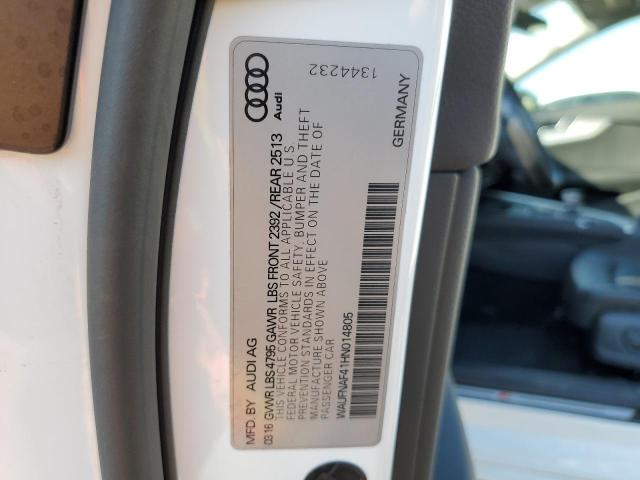 MFD. BY AUDI AG
Audi
03 16 GVWR LBS 4795 GAWR LBS FRONT 2392 /REAR 2513
THIS VEHICLE CONFORMS TO ALL APPLICABLE U S
FEDERAL MOTOR VEHICLE SAFETY, BUMPER AND THEFT
PREVENTION STANDARDS IN EFFECT ON THE DATE OF
MANUFACTURE SHOWN ABOVE
PASSENGER CAR
WAUFNAF41HN014805
GERMANY
1344232